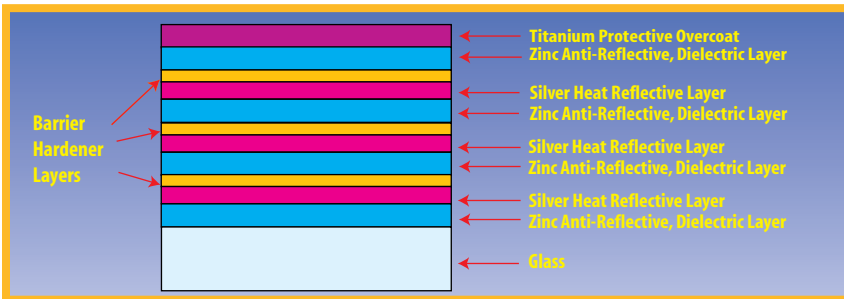 Titanium Protective Overcoat
Zinc Anti-Reflective, Dielectric Layer
Silver Heat Reflective Layer
Zinc Anti-Reflective, Dielectric Layer
Barrier
Hardener
Layers
Silver Heat Reflective Layer
Zinc Anti-Reflective, Dielectric Layer
Silver Heat Reflective Layer
Zinc Anti-Reflective, Dielectric Layer
Glass